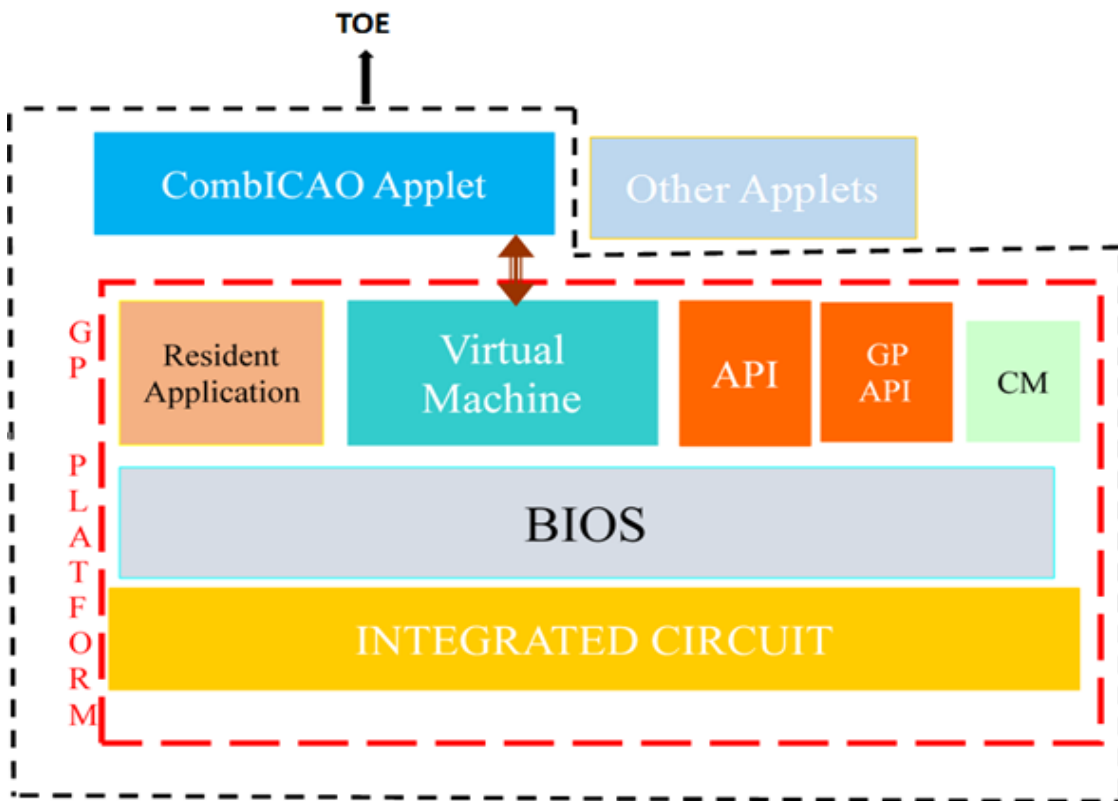 TOE
CombICAO Applet
Other Applets
GP PLATFORM
Resident
Application
Virtual
Machine
API
GP
API
CM
BIOS
INTEGRATED CIRCUIT